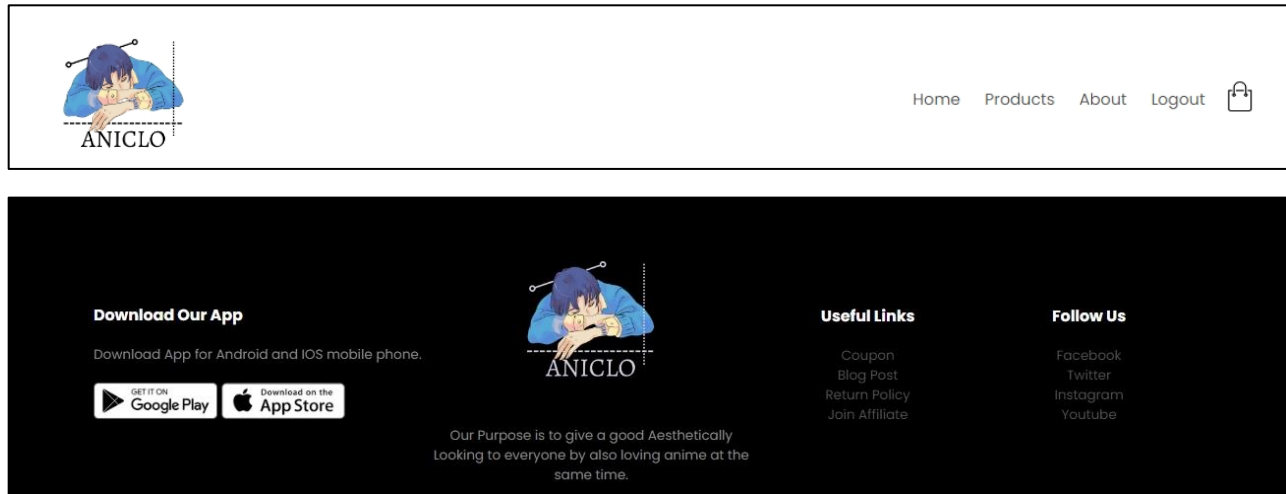 ANICLO
Home Products About Logout
Download Our App
Download App for Android and IOS mobile phone.
GET IT ON
Google Play
Download on the
App Store
ANICLO
Our Purpose is to give a good Aesthetically
Looking to everyone by also loving anime at the
same time.
Useful Links
Coupon
Blog Post
Return Policy
Join Affiliate
Follow Us
Facebook
Twitter
Instagram
Youtube